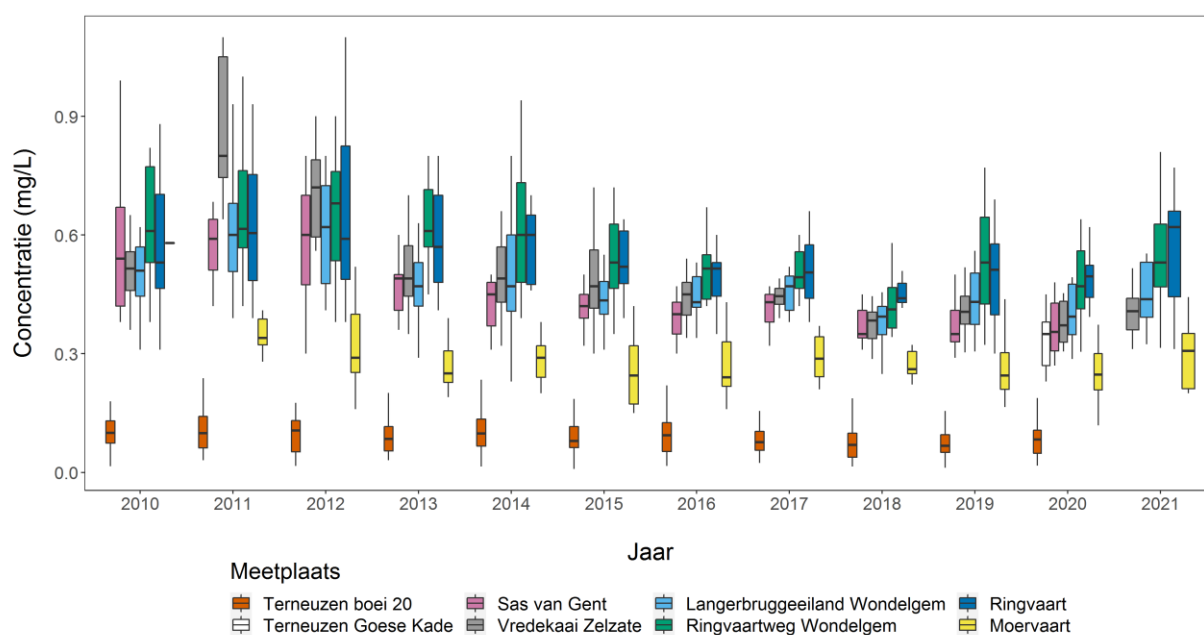 Concentratie (mg/L)
0.9
0.6
0.3
0.0
2010 2011 2012 2013 2014 2015 2016 2017 2018 2019 2020 2021
Jaar
Meetplaats
Terneuzen boei 20 Sas van Gent Langerbruggeeiland Wondelgem Ringvaart
Terneuzen Goese Kade Vredekaai Zelzate Ringvaartweg Wondelgem Moervaart